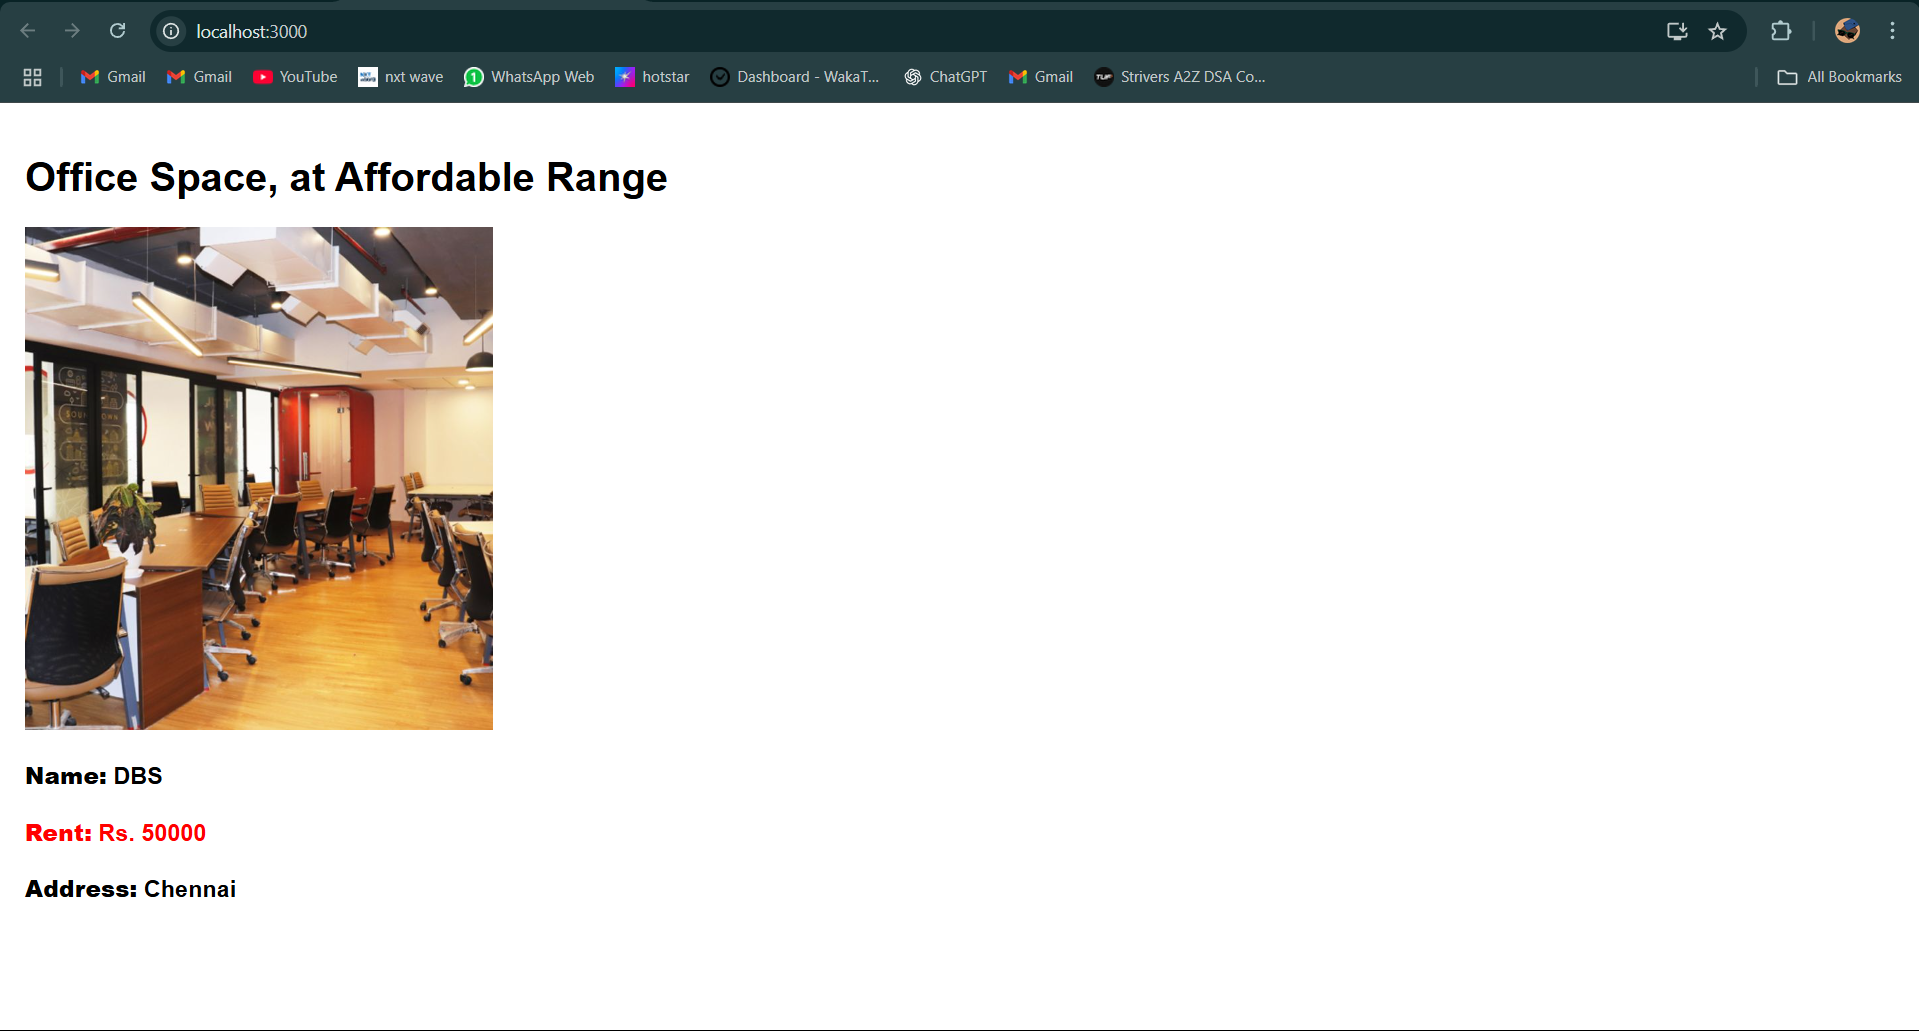 localhost:3000
Gmail Gmail YouTube nxt wave WhatsApp Web hotstar Dashboard - WakaT... ChatGPT Gmail TUF Strivers A2Z DSA Co... All Bookmarks
Office Space, at Affordable Range
Name: DBS
Rent: Rs. 50000
Address: Chennai